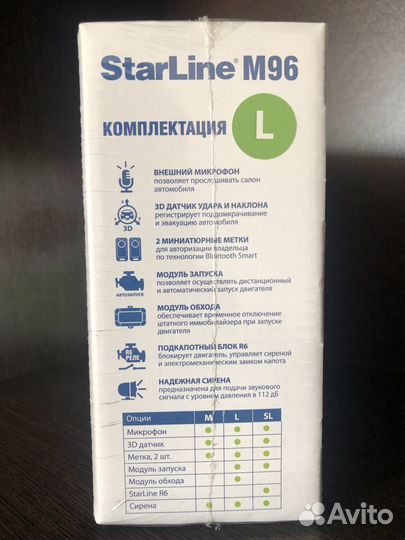 StarLine® M96
КОМПЛЕКТАЦИЯ L
ВНЕШНИЙ МИКРОФОН
позволяет прослушивать салон
автомобиля
3D ДАТЧИК УДАРА И НАКЛОНА
регистрирует поддомкрачивание
и эвакуацию автомобиля
3D
2 МИНИАТЮРНЫЕ МЕТКИ
для авторизации владельца
по технологии Bluetooth Smart
МОДУЛЬ ЗАПУСКА
позволяет осуществлять дистанционный
и автоматический запуск двигателя
АВТОЗАПУСК
МОДУЛЬ ОБХОДА
обеспечивает временное отключение
штатного иммобилайзера при запуске
двигателя
ПОДКАПОТНЫЙ БЛОК R6
блокирует двигатель, управляет сиреной
и электромеханическим замком капота
R6
РЕЛЕ
НАДЕЖНАЯ СИРЕНА
предназначена для подачи звукового
сигнала с уровнем давления в 112 дБ
Опции M L SL
Микрофон
3D датчик
Метка, 2 шт.
Модуль запуска
Модуль обхода
StarLine R6
Сирена
Avito